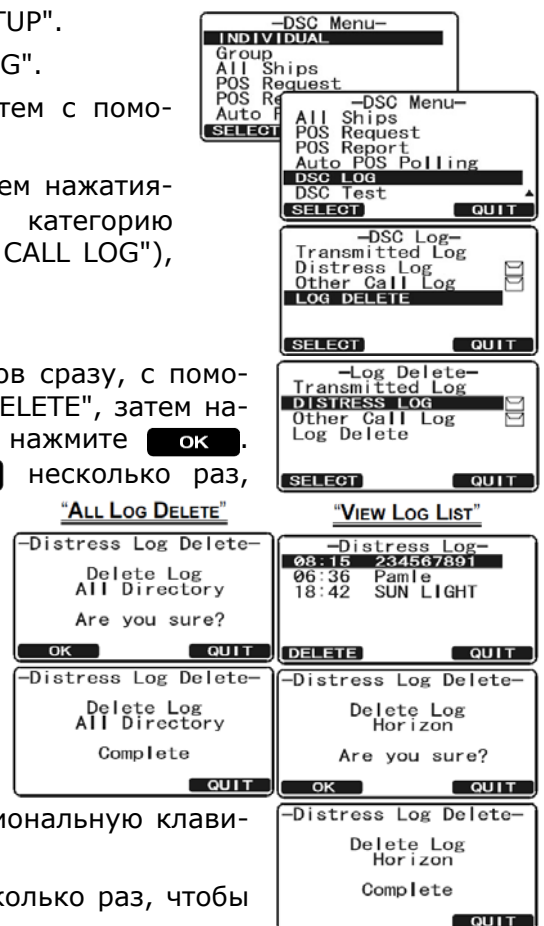 TUP".
G".
тем с помо-
ем нажатия-
категорию
CALL LOG"),
ов сразу, с помо-
ELETE", затем на-
нажмите OK .
несколько раз,
—DSC Menu—
INDIVIDUAL
Group
All Ships
POS Request
POS Re
Auto P
SELECT
—DSC Menu—
All Ships
POS Request
POS Report
Auto POS Polling
DSC LOG
DSC Test
SELECT QUIT
—DSC Log—
Transmitted Log
Distress Log
Other Call Log
LOG DELETE
SELECT QUIT
—Log Delete—
Transmitted Log
DISTRESS LOG
Other Call Log
Log Delete
SELECT QUIT
"ALL LOG DELETE"
—Distress Log Delete—
Delete Log
All Directory
Are you sure?
OK QUIT
—Distress Log Delete—
Delete Log
All Directory
Complete
QUIT
"VIEW LOG LIST"
—Distress Log—
08:15 234567891
06:36 Pamle
18:42 SUN LIGHT
DELETE QUIT
—Distress Log Delete—
Delete Log
Horizon
Are you sure?
OK QUIT
—Distress Log Delete—
Delete Log
Horizon
Complete
QUIT
иональную клави-
колько раз, чтобы